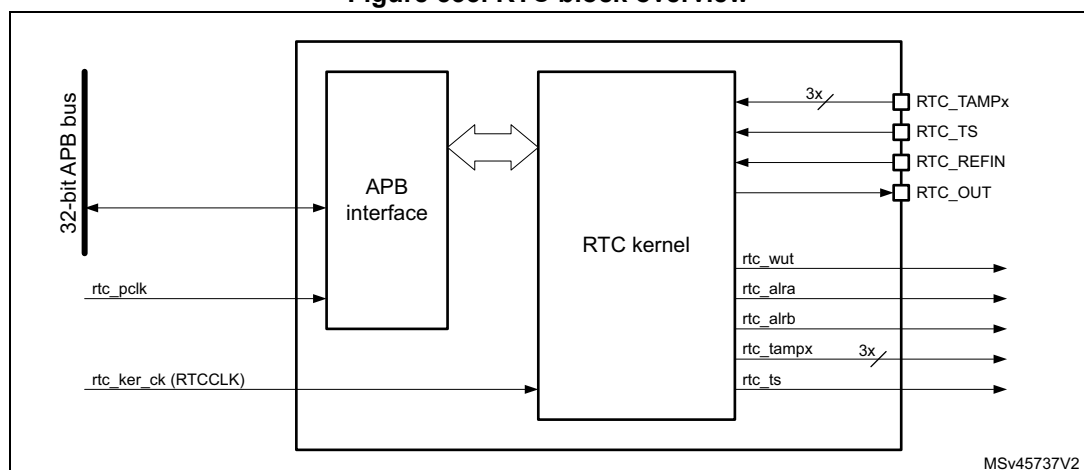 32-bit APB bus
APB
interface
RTC kernel
3x
RTC_TAMPx
RTC_TS
RTC_REFIN
RTC_OUT
rtc_pclk
rtc_ker_ck (RTCCLK)
rtc_wut
rtc_alra
rtc_alrb
rtc_tampx
3x
rtc_ts
MSv45737V2